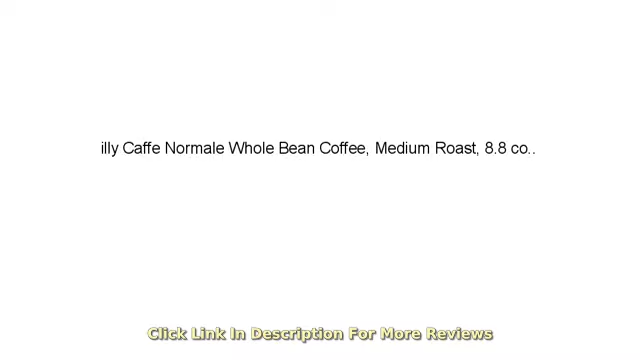 illy Caffe Normale Whole Bean Coffee, Medium Roast, 8.8 co..
Click Link In Description For More Reviews